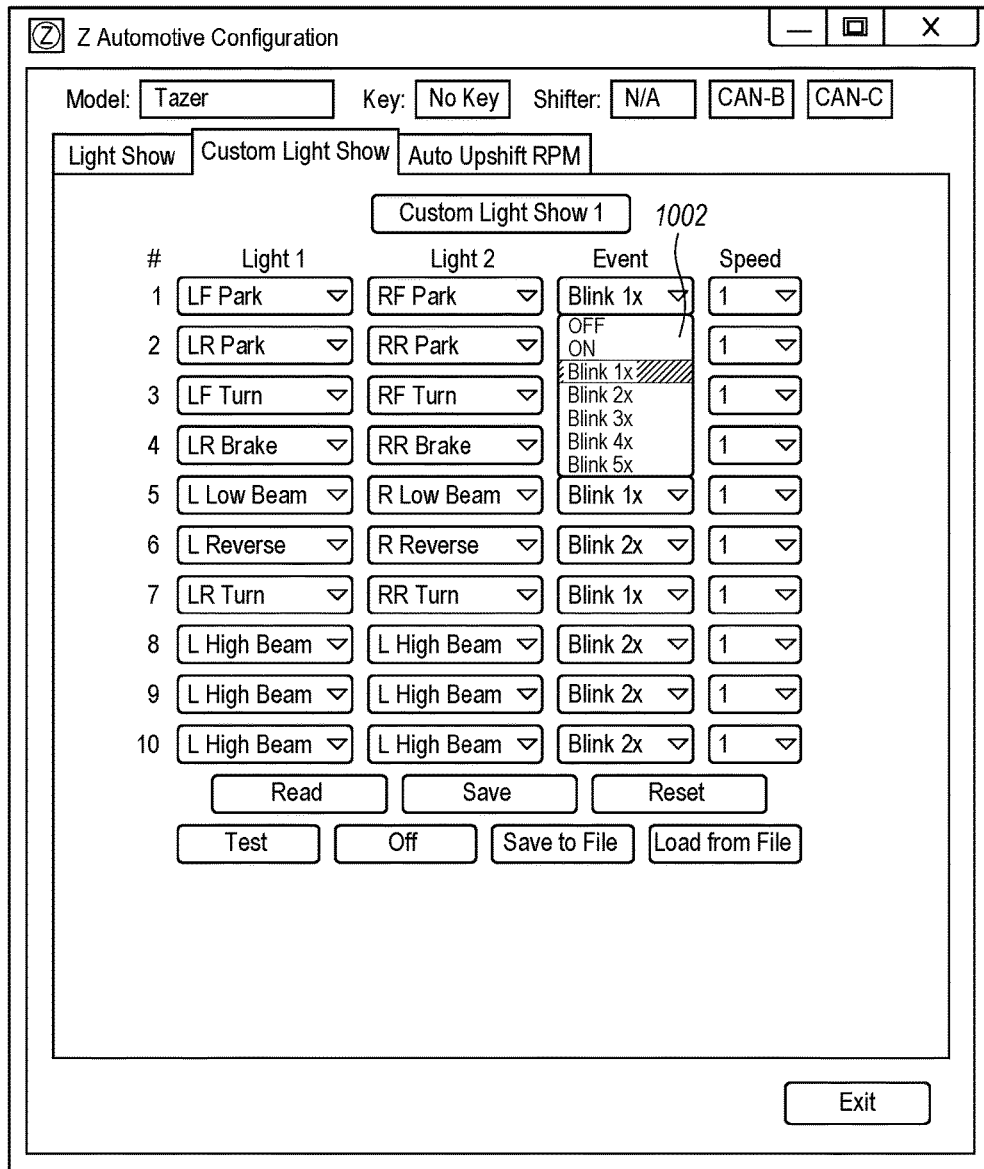 Z Z Automotive Configuration X
Model: Tazer Key: No Key Shifter: N/A CAN-B CAN-C
Light Show Custom Light Show Auto Upshift RPM
Custom Light Show 1 1002
# Light 1 Light 2 Event Speed
1 LF Park RF Park Blink 1x 1
OFF
2 LR Park RR Park ON 1
Blink 1x
3 LF Turn RF Turn Blink 2x 1
Blink 3x
4 LR Brake RR Brake Blink 4x 1
Blink 5x
5 L Low Beam R Low Beam Blink 1x 1
6 L Reverse R Reverse Blink 2x 1
7 LR Turn RR Turn Blink 1x 1
8 L High Beam L High Beam Blink 2x 1
9 L High Beam L High Beam Blink 2x 1
10 L High Beam L High Beam Blink 2x 1
Read Save Reset
Test Off Save to File Load from File
Exit